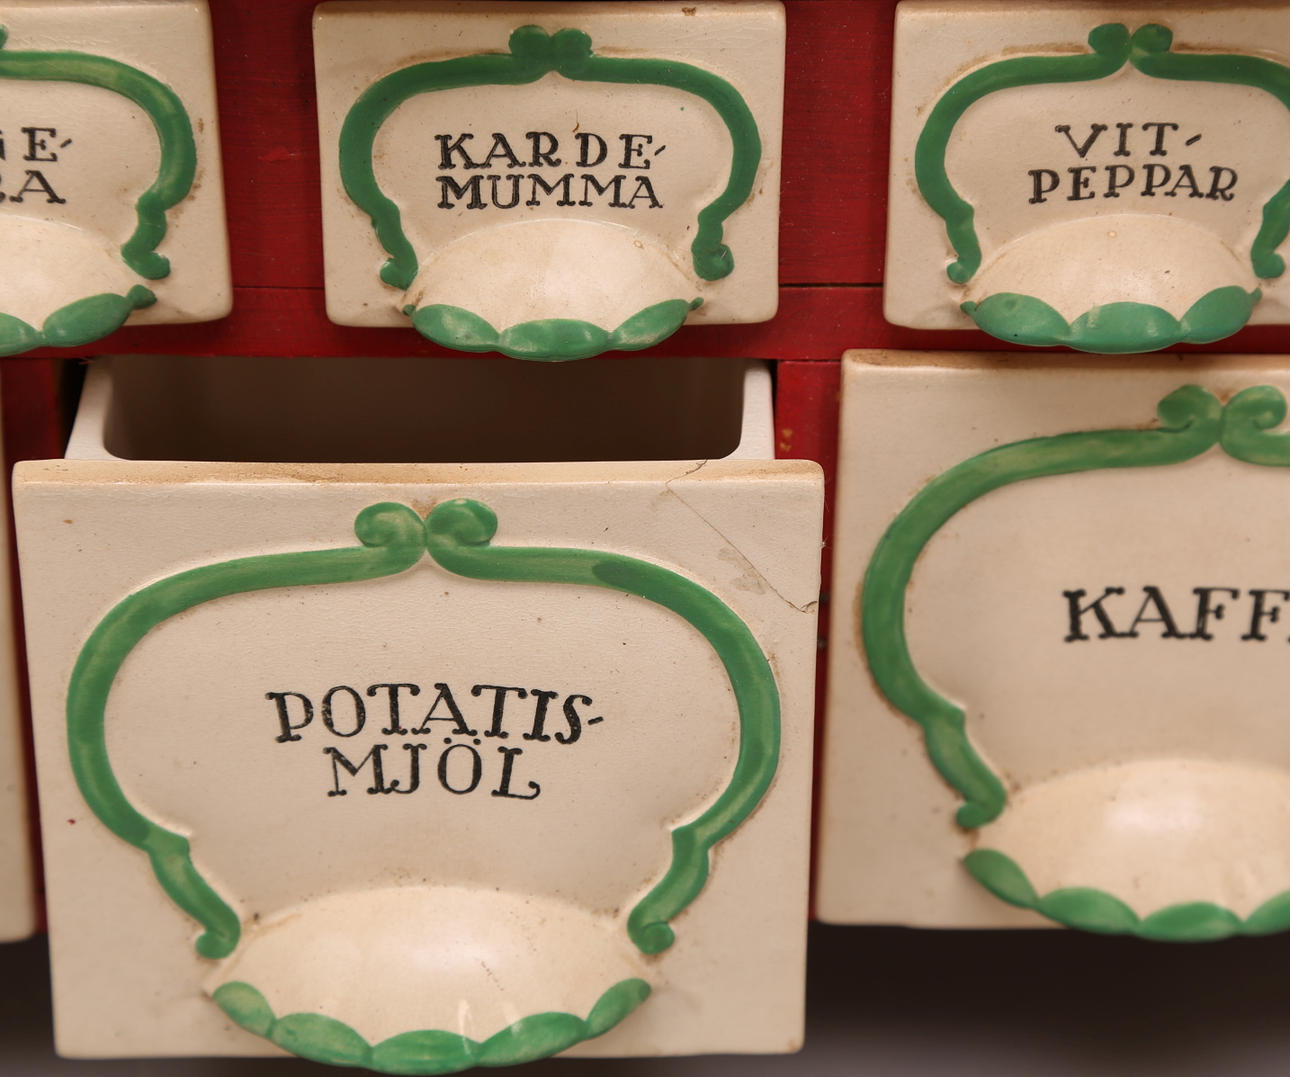 KARDE-
MUMMA
VIT-
PEPPAR
POTATIS-
MJÖL